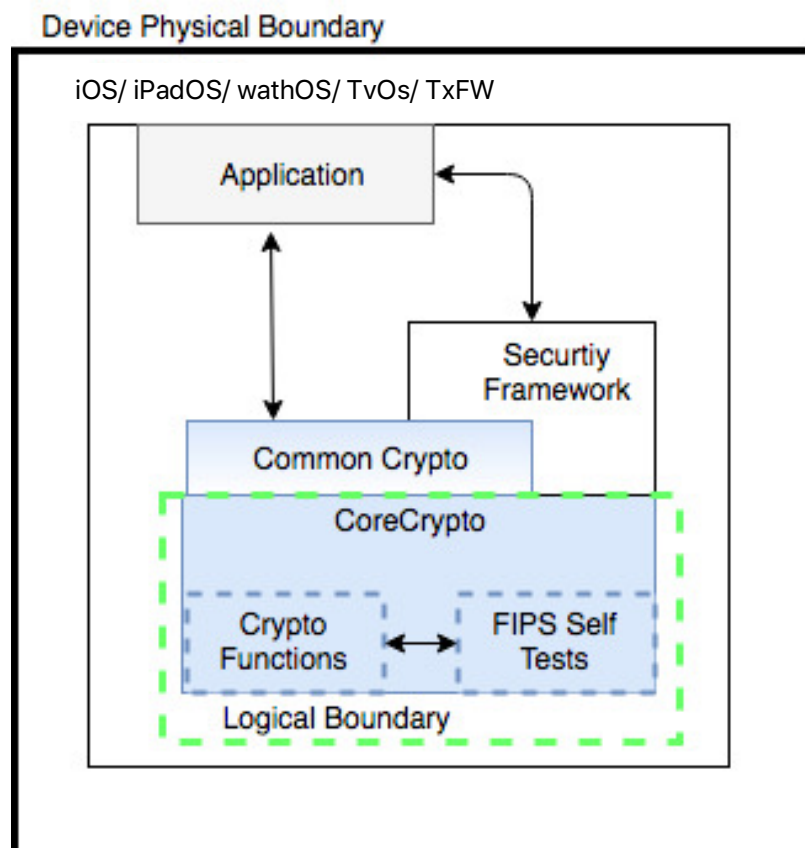 Device Physical Boundary
iOS/ iPadOS/ wathOS/ TvOs/ TxFW
Application
Securtiy
Framework
Common Crypto
CoreCrypto
Crypto
Functions
FIPS Self
Tests
Logical Boundary